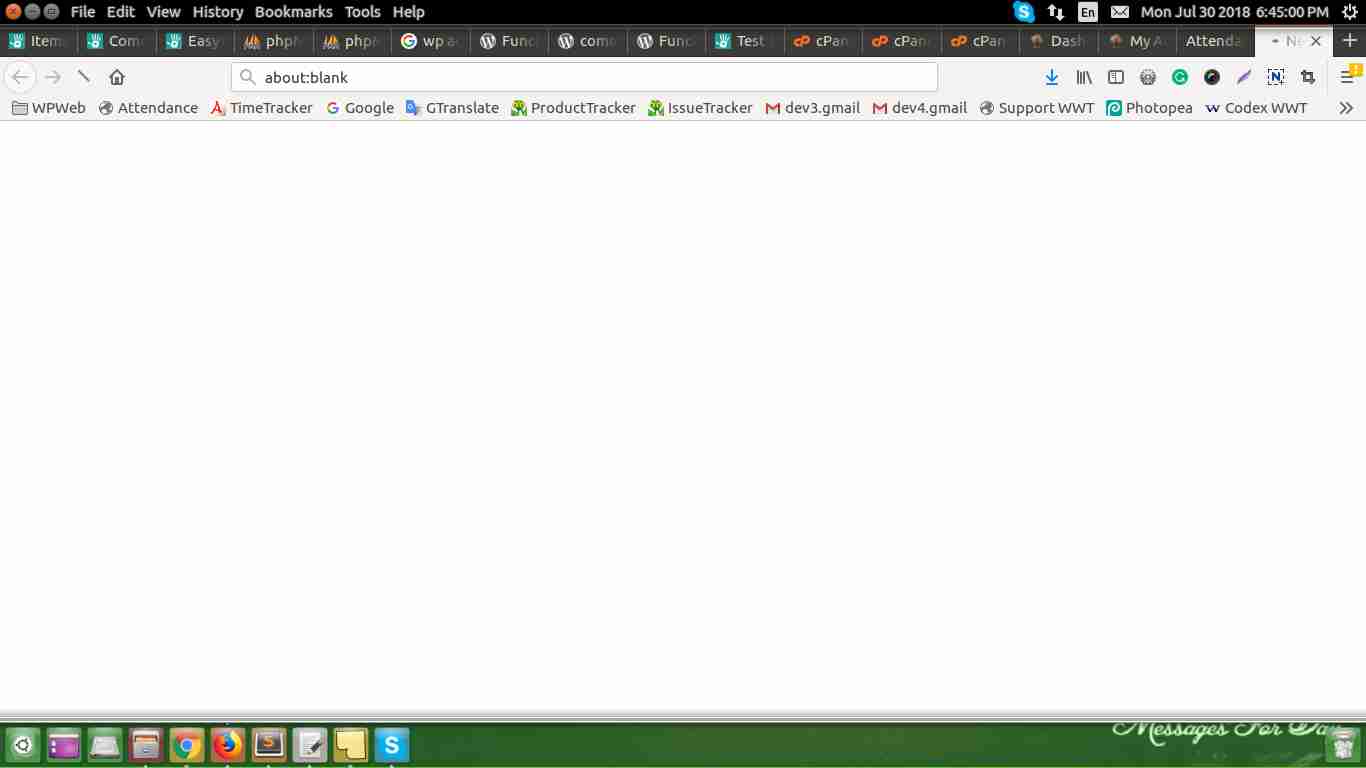 File Edit View History Bookmarks Tools Help En Mon Jul 30 2018 6:45:00 PM
Item Com Easy php php wp a Func com Func Test cPan cPan cPan Dash My A Attenda Ne
about:blank
WPWeb Attendance TimeTracker Google GTranslate ProductTracker IssueTracker dev3.gmail dev4.gmail Support WWT Photopea Codex WWT
Messages For Day